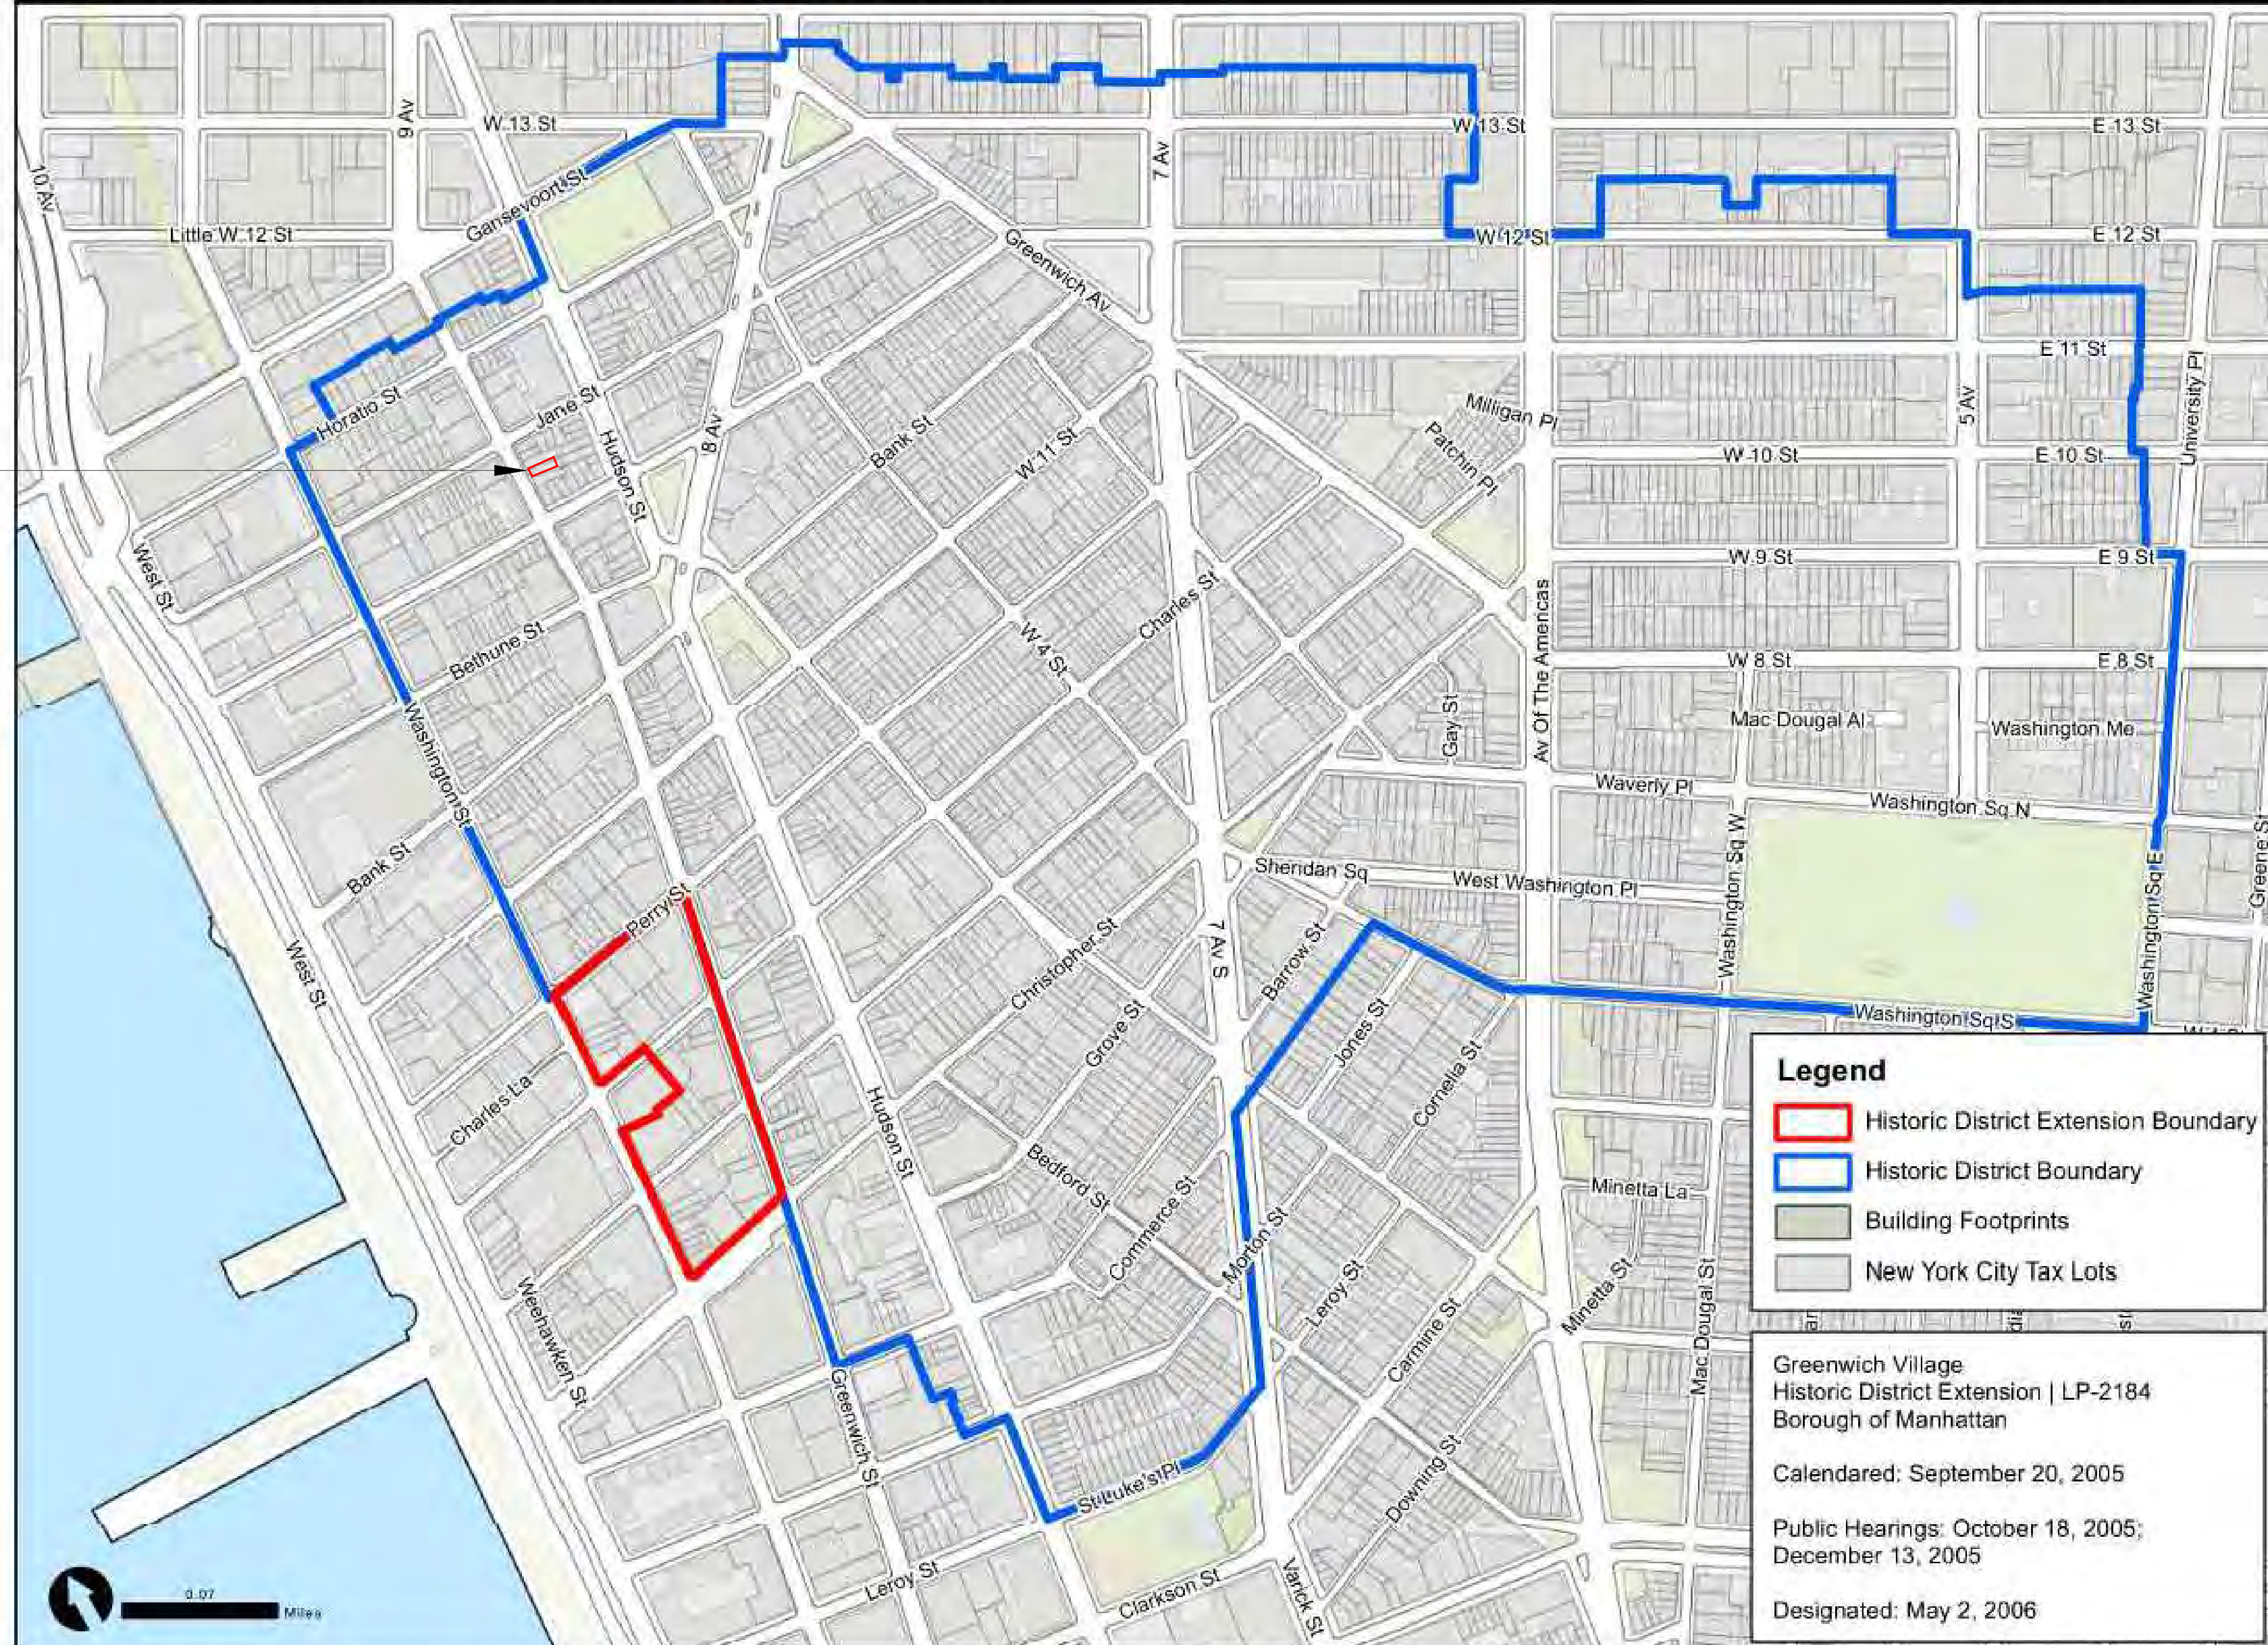 W 13 St
W 13 St
E 13 St
9 Av
10 Av
7 Av
Gansevoort St
Little W 12 St
Greenwich Av
W 12 St
E 12 St
E 11 St
University Pl
5 Av
Horatio St
Jane St
Hudson St
8 Av
Bank St
W 11 St
Milligan Pl
Patchin Pl
W 10 St
E 10 St
West St
W 9 St
E 9 St
Charles St
W 4 St
Bethune St
Av Of The Americas
Gay St
W 8 St
E 8 St
Mac Dougal Al
Washington Me
Washington St
Waverly Pl
Washington Sq N
Washington Sq W
Washington Sq E
Greene St
Bank St
Sheridan Sq
West Washington Pl
Perry St
West St
Christopher St
7 Av S
Barrow St
Grove St
Jones St
Cornelia St
Washington Sq S
Charles La
Hudson St
Bedford St
Commerce St
Morton St
Leroy St
Carmine St
Minetta La
Minetta St
Mac Dougal St
Weehawken St
Greenwich St
St Luke's Pl
Downing St
Leroy St
Clarkson St
Varick St
0.07
Miles
Legend
Historic District Extension Boundary
Historic District Boundary
Building Footprints
New York City Tax Lots
Greenwich Village
Historic District Extension | LP-2184
Borough of Manhattan
Calendared: September 20, 2005
Public Hearings: October 18, 2005;
December 13, 2005
Designated: May 2, 2006